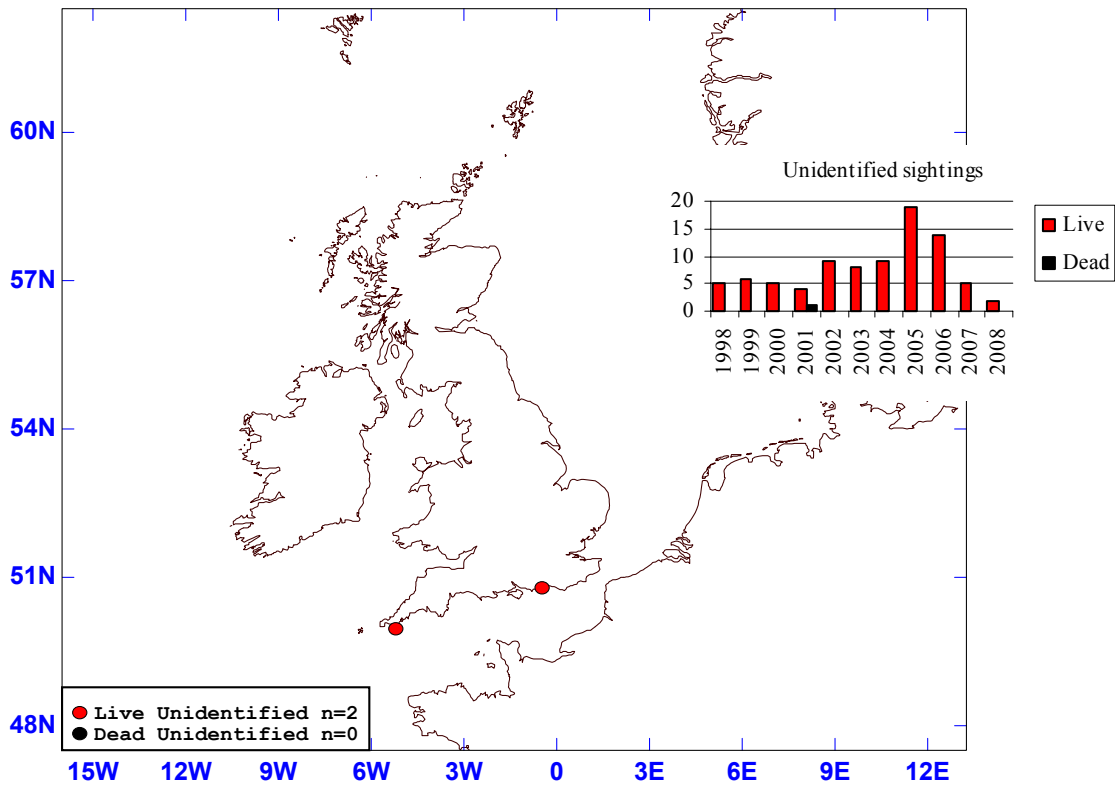 60N
57N
54N
51N
48N
15W 12W 9W 6W 3W 0 3E 6E 9E 12E
Unidentified sightings
20
15
10
5
0
1998 1999 2000 2001 2002 2003 2004 2005 2006 2007 2008
Live
Dead
Live Unidentified n=2
Dead Unidentified n=0